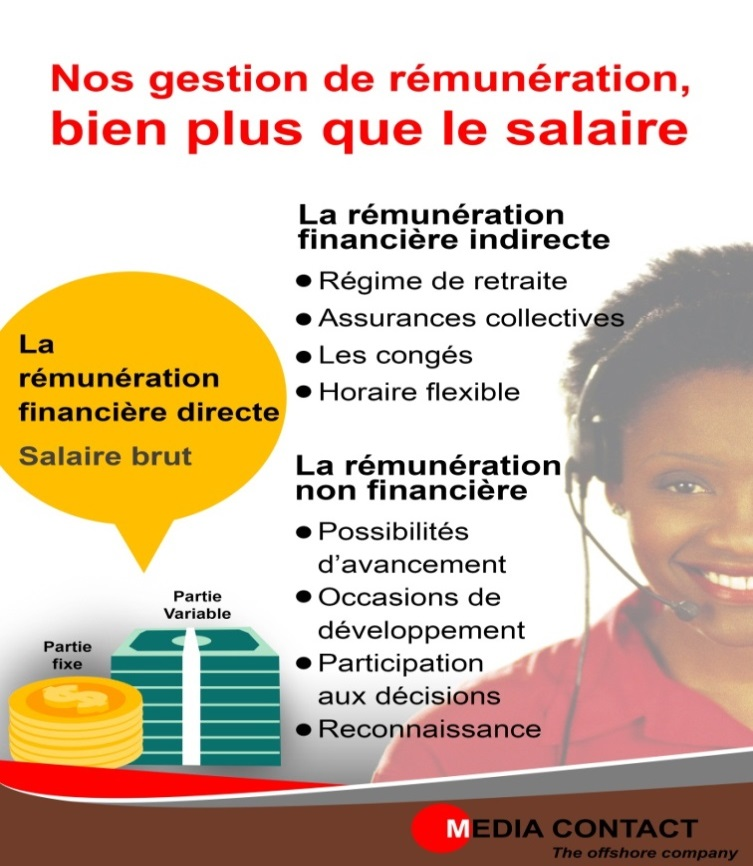 Nos gestion de rémunération,
bien plus que le salaire
La rémunération
financière indirecte
● Régime de retraite
● Assurances collectives
● Les congés
● Horaire flexible
La
rémunération
financière directe
Salaire brut
La rémunération
non financière
● Possibilités
d’avancement
● Occasions de
développement
● Participation
aux décisions
● Reconnaissance
Partie
Variable
Partie
fixe
MEDIA CONTACT
The offshore company